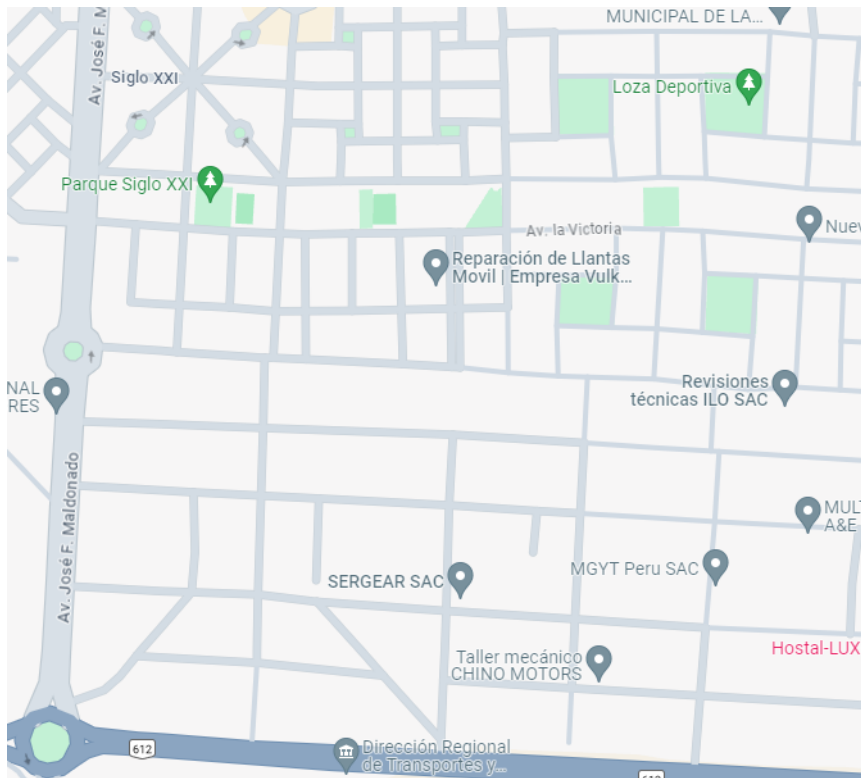 MUNICIPAL DE LA...
Av. José F. M
Siglo XXI
Loza Deportiva
Parque Siglo XXI
Av. la Victoria
Nuev
Reparación de Llantas
Movil | Empresa Vulk...
Revisiones
técnicas ILO SAC
NAL
RES
Av. José F. Maldonado
MUL
A&E
MGYT Peru SAC
SERGEAR SAC
Hostal-LUX
Taller mecánico
CHINO MOTORS
612
Dirección Regional
de Transportes y...
612